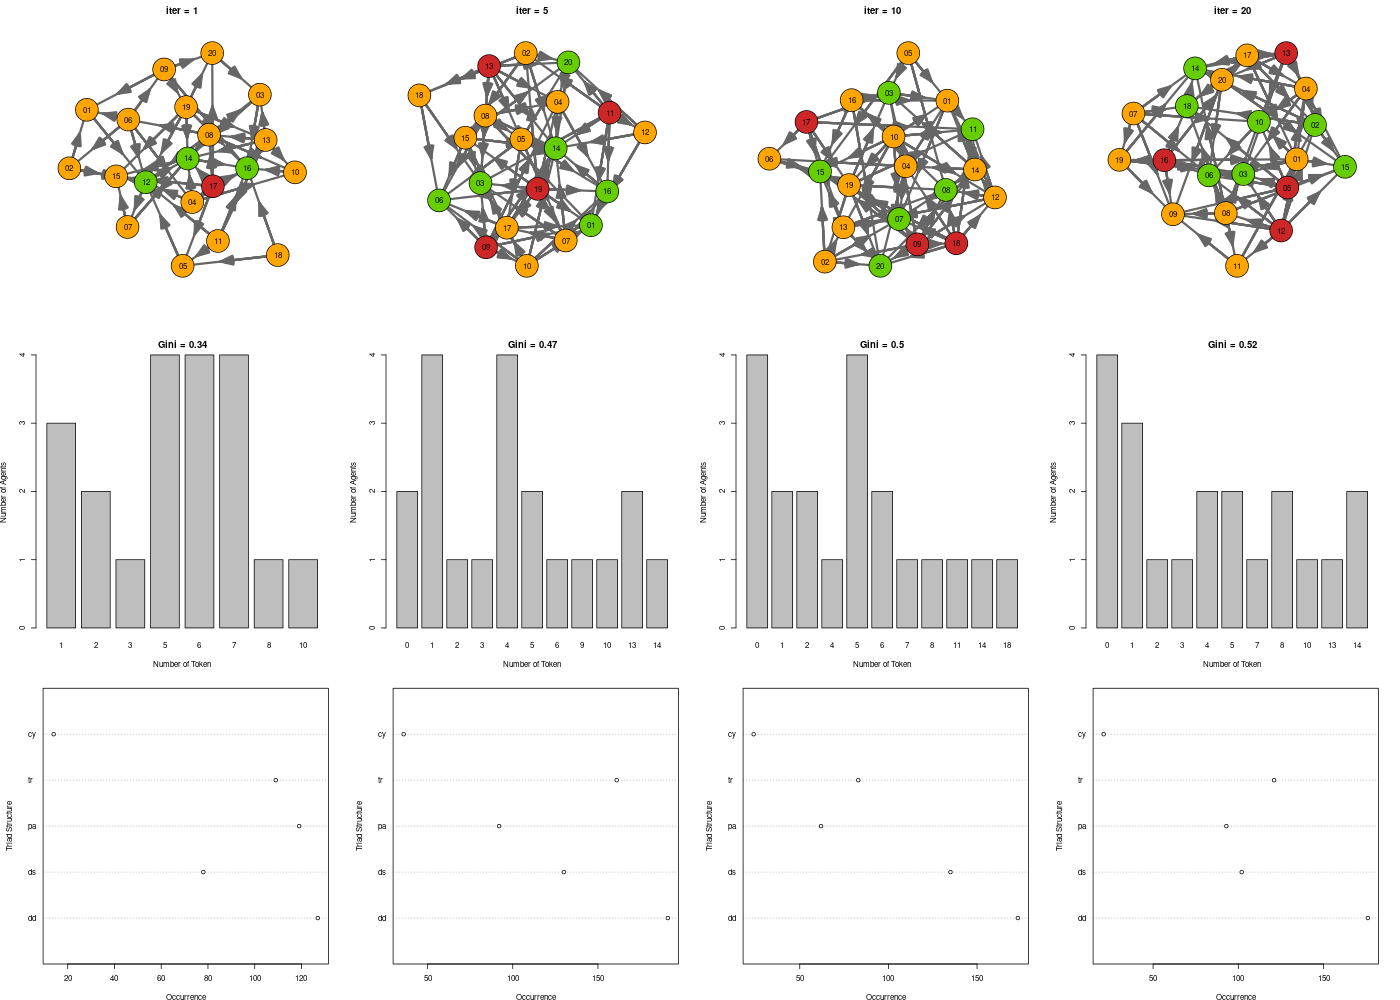 iter = 1
iter = 5
iter = 10
iter = 20
20
09
03
01
19
06
08
13
14
02
16
15
12
17
10
04
07
11
18
05
02
13
20
18
04
11
08
12
15
05
14
03
19
16
06
01
17
07
09
10
05
03
16
01
17
11
10
06
04
14
15
19
08
12
07
13
09
18
02
20
17
13
14
20
04
18
07
10
02
19
16
01
15
06
03
05
09
08
12
11
Gini = 0.34
Gini = 0.47
Gini = 0.5
Gini = 0.52
Number of Agents
0 1 2 3 4
1 2 3 5 6 7 8 10
Number of Token
Number of Agents
0 1 2 3 4
0 1 2 3 4 5 6 9 10 13 14
Number of Token
Number of Agents
0 1 2 3 4
0 1 2 4 5 6 7 8 11 14 18
Number of Token
Number of Agents
0 1 2 3 4
0 1 2 3 4 5 7 8 10 13 14
Number of Token
Triad Structure
cy
tr
pa
ds
dd
20 40 60 80 100 120
Occurrence
Triad Structure
cy
tr
pa
ds
dd
50 100 150
Occurrence
Triad Structure
cy
tr
pa
ds
dd
50 100 150
Occurrence
Triad Structure
cy
tr
pa
ds
dd
50 100 150
Occurrence